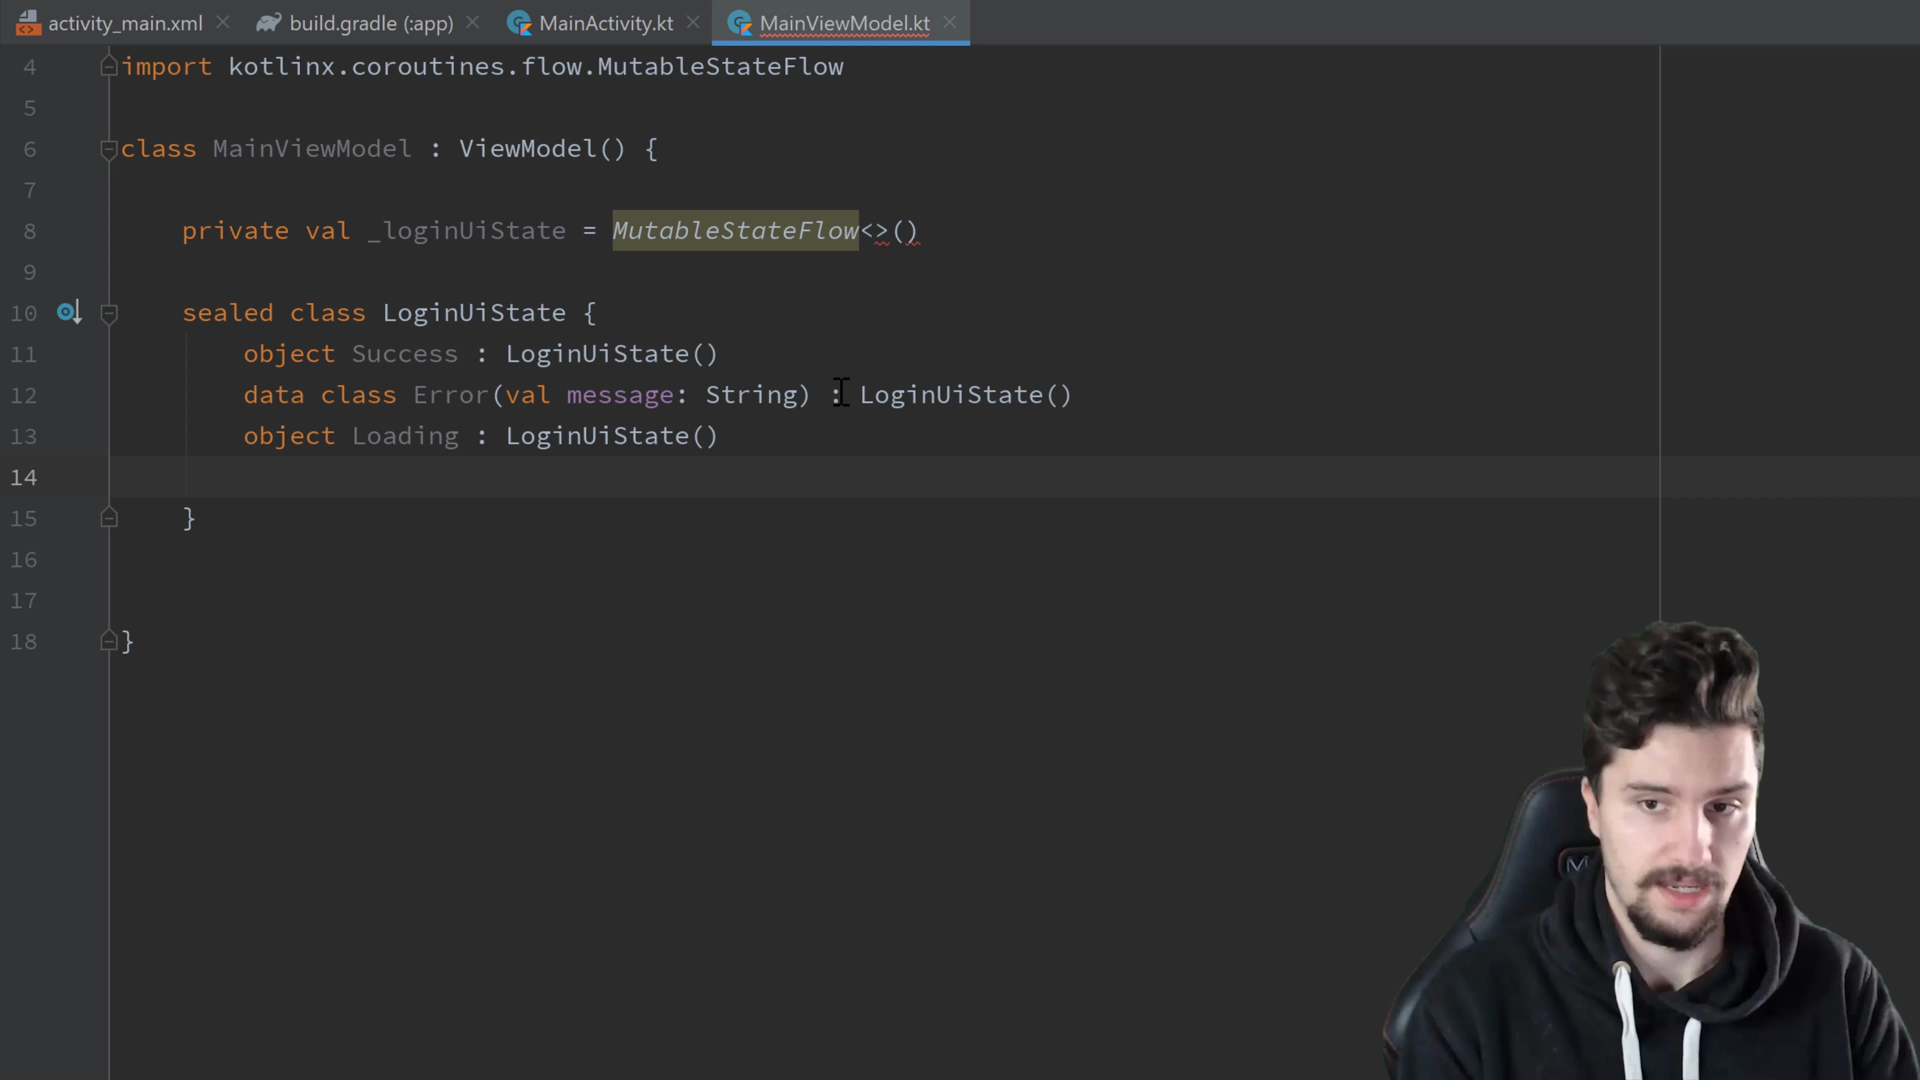 activity_main.xml build.gradle (:app) MainActivity.kt MainViewModel.kt
4 import kotlinx.coroutines.flow.MutableStateFlow
5
6 class MainViewModel : ViewModel() {
7
8 private val _loginUiState = MutableStateFlow<>()
9
10 sealed class LoginUiState {
11 object Success : LoginUiState()
12 data class Error(val message: String) : LoginUiState()
13 object Loading : LoginUiState()
14
15 }
16
17
18 }